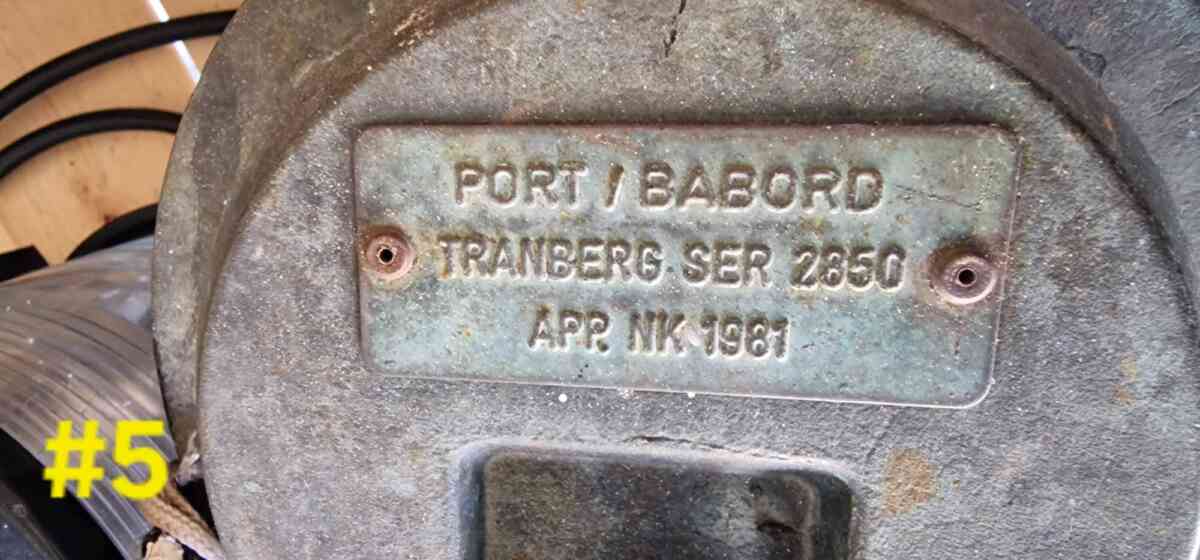 PORT / BABORD
TRANBERG SER 2850
APP. NK 1981
#5